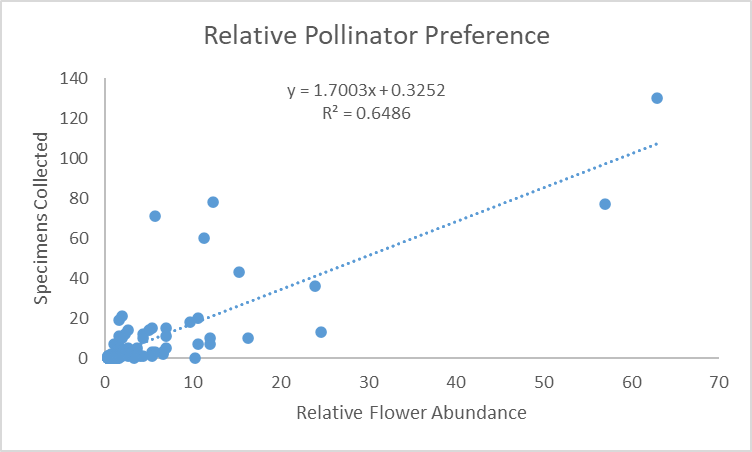 Relative Pollinator Preference
y = 1.7003x + 0.3252
R² = 0.6486
140
120
100
80
60
40
20
0
Specimens Collected
0 10 20 30 40 50 60 70
Relative Flower Abundance